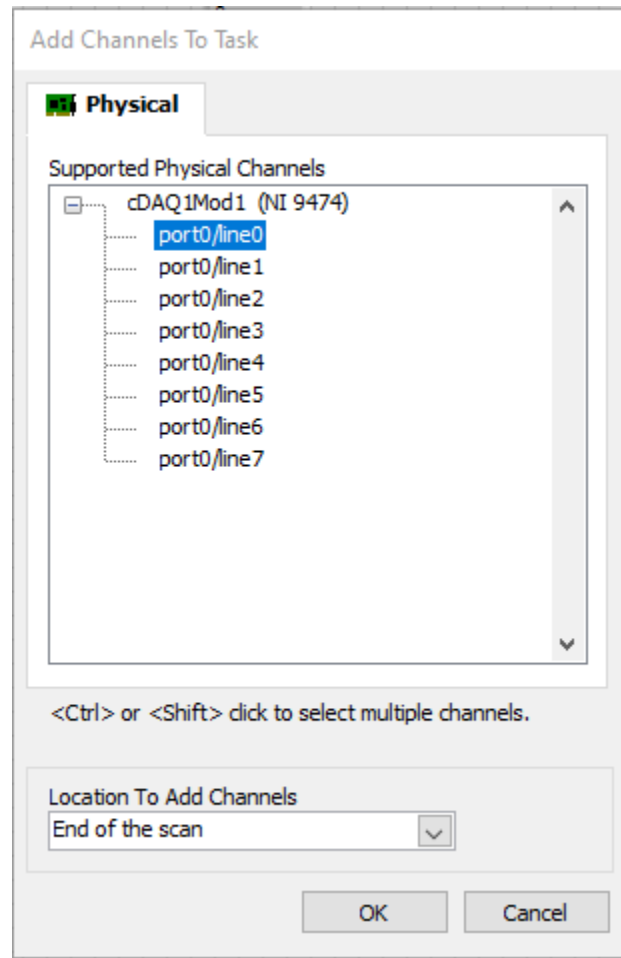 Add Channels To Task
Physical
Supported Physical Channels
cDAQ1Mod1 (NI 9474)
port0/line0
port0/line1
port0/line2
port0/line3
port0/line4
port0/line5
port0/line6
port0/line7
<Ctrl> or <Shift> click to select multiple channels.
Location To Add Channels
End of the scan
OK Cancel